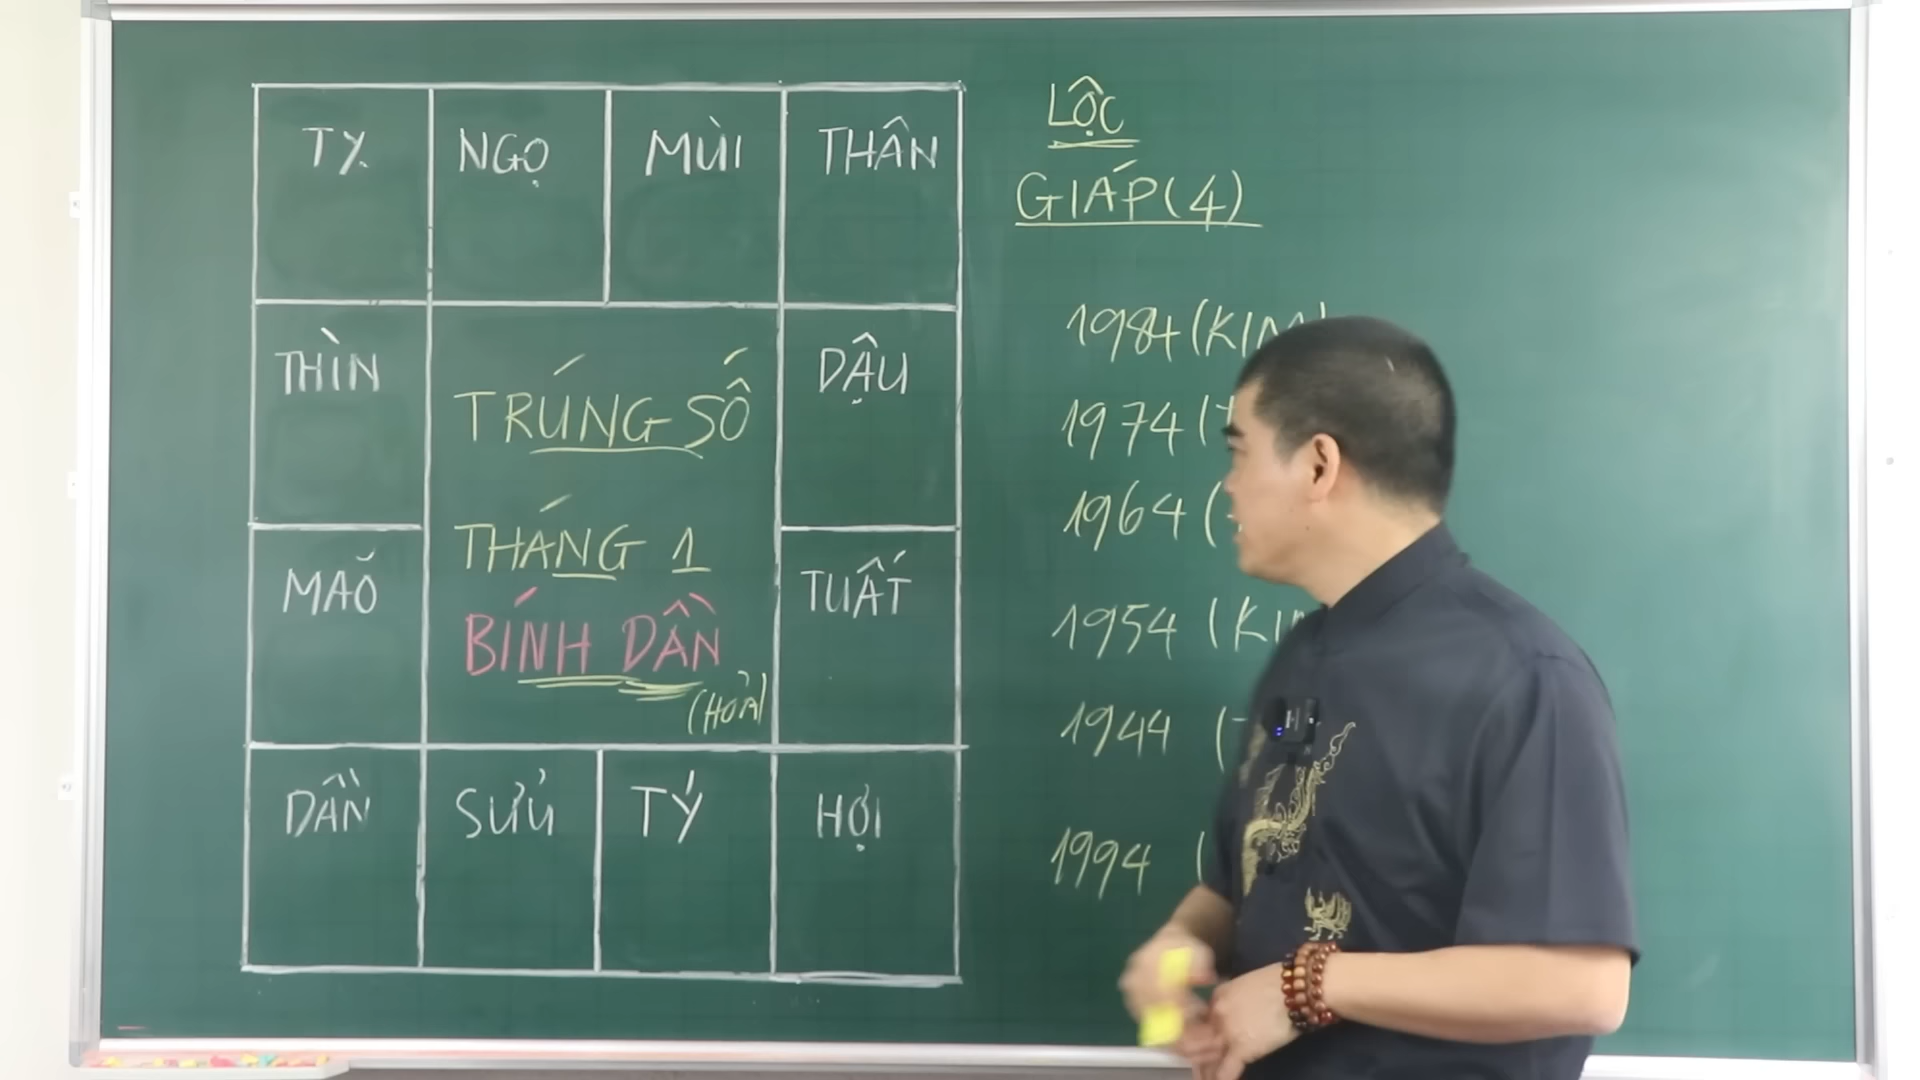 TỴ NGỌ MÙI THÂN
THÌN DẬU
TRÚNG SỐ
THÁNG 1
MAÕ TUẤT
BÍNH DẦN
(HỎA)
DẦN SỬU TÝ HỢI
LỘC
GIÁP(4)
1984 (KIM)
1974 (
1964 (
1954 (KI
1944 (
1994 (